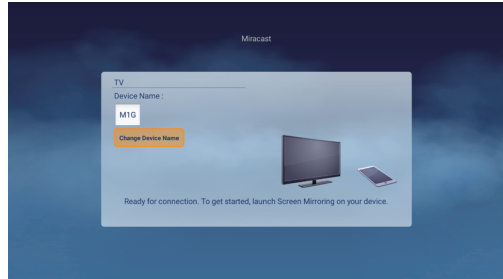 Miracast
TV
Device Name :
M1G
Change Device Name
Ready for connection. To get started, launch Screen Mirroring on your device.